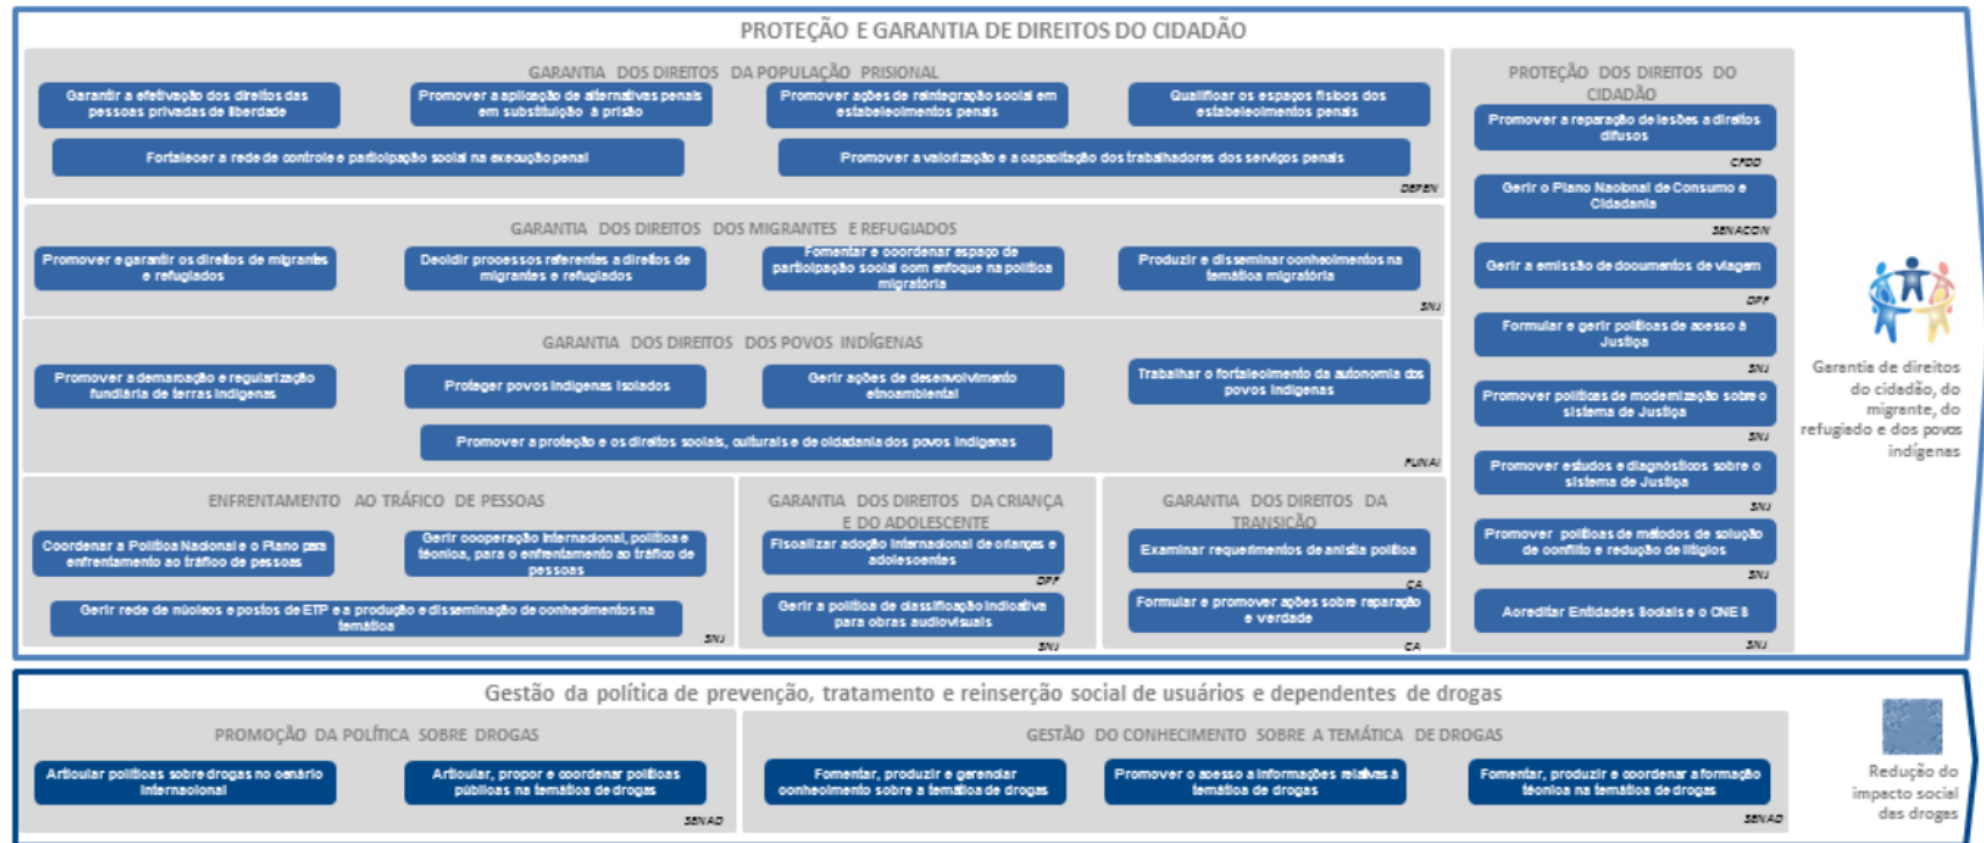 PROTEÇÃO E GARANTIA DE DIREITOS DO CIDADÃO
GARANTIA DOS DIREITOS DA POPULAÇÃO PRISIONAL
Garantir a efetivação dos direitos das
pessoas privadas de liberdade
Promover a aplicação de alternativas penais
em substituição à prisão
Promover ações de reintegração social em
estabelecimentos penais
Qualificar os espaços físicos dos
estabelecimentos penais
Fortalecer a rede de controle e participação social na execução penal
Promover a valorização e a capacitação dos trabalhadores dos serviços penais
DEPEN
GARANTIA DOS DIREITOS DOS MIGRANTES E REFUGIADOS
Promover e garantir os direitos de migrantes
e refugiados
Decidir processos referentes a direitos de
migrantes e refugiados
Fomentar e coordenar espaço de
participação social com enfoque na política
migratória
Produzir e disseminar conhecimentos na
temática migratória
SNJ
GARANTIA DOS DIREITOS DOS POVOS INDÍGENAS
Promover a demarcação e regularização
fundiária de terras indígenas
Proteger povos indígenas isolados
Gerir ações de desenvolvimento
etnoambiental
Trabalhar o fortalecimento da autonomia dos
povos indígenas
Promover a proteção e os direitos sociais, culturais e de cidadania dos povos indígenas
FUNAI
ENFRENTAMENTO AO TRÁFICO DE PESSOAS
Coordenar a Política Nacional e o Plano para
enfrentamento ao tráfico de pessoas
Gerir cooperação internacional, política e
técnica, para o enfrentamento ao tráfico de
pessoas
Gerir rede de núcleos e postos de ETP e a produção e disseminação de conhecimentos na
temática
SNJ
GARANTIA DOS DIREITOS DA CRIANÇA
E DO ADOLESCENTE
Fiscalizar adoção internacional de crianças e
adolescentes
DPF
Gerir a política de classificação indicativa
para obras audiovisuais
SNJ
GARANTIA DOS DIREITOS DA
TRANSIÇÃO
Examinar requerimentos de anistia política
CA
Formular e promover ações sobre reparação
e verdade
CA
PROTEÇÃO DOS DIREITOS DO
CIDADÃO
Promover a reparação de lesões a direitos
difusos
CFDD
Gerir o Plano Nacional de Consumo e
Cidadania
SENACON
Gerir a emissão de documentos de viagem
DPF
Formular e gerir políticas de acesso à
Justiça
SNJ
Promover políticas de modernização sobre o
sistema de Justiça
SNJ
Promover estudos e diagnósticos sobre o
sistema de Justiça
SNJ
Promover políticas de métodos de solução
de conflito e redução de litígios
SNJ
Acreditar Entidades Sociais e o CNES
SNJ
Garantia de direitos
do cidadão, do
migrante, do
refugiado e dos povos
indígenas
Gestão da política de prevenção, tratamento e reinserção social de usuários e dependentes de drogas
PROMOÇÃO DA POLÍTICA SOBRE DROGAS
Articular políticas sobre drogas no cenário
internacional
Articular, propor e coordenar políticas
públicas na temática de drogas
SENAD
GESTÃO DO CONHECIMENTO SOBRE A TEMÁTICA DE DROGAS
Fomentar, produzir e gerenciar
conhecimento sobre a temática de drogas
Promover o acesso a informações relativas à
temática de drogas
Fomentar, produzir e coordenar a formação
técnica na temática de drogas
SENAD
Redução do
impacto social
das drogas